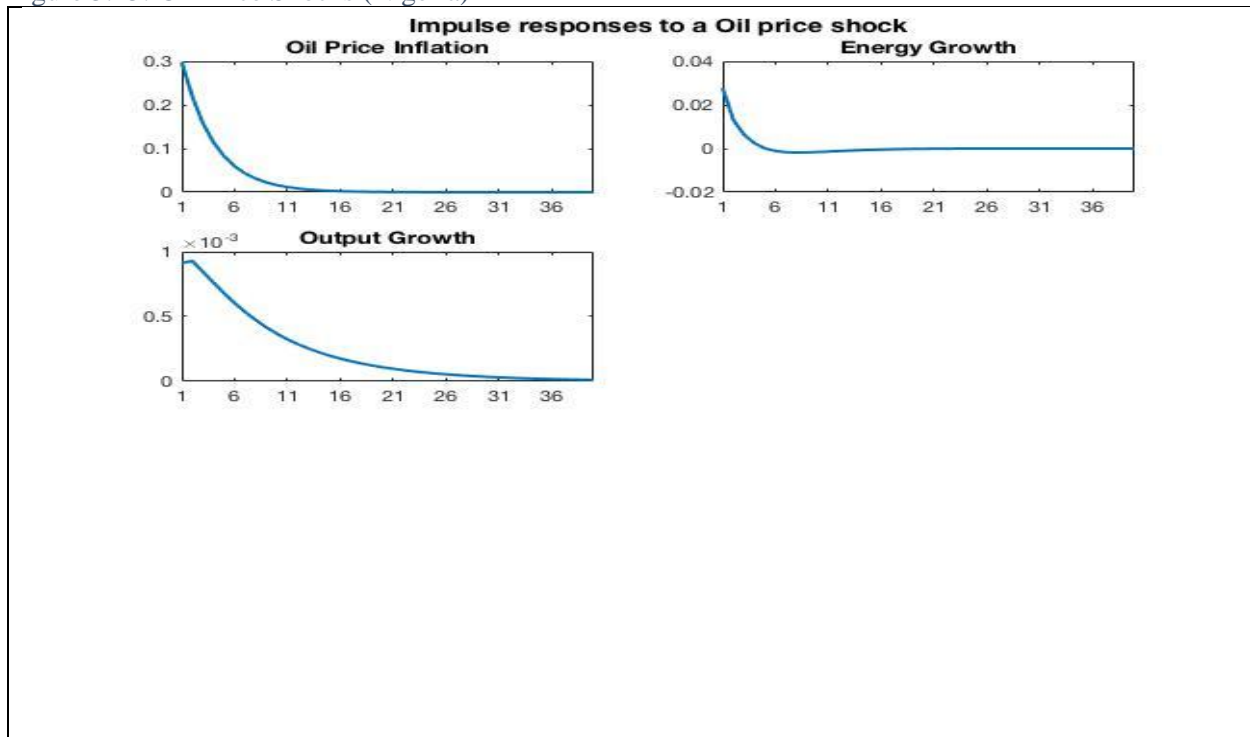 Impulse responses to a Oil price shock
Oil Price Inflation
0.3
0.2
0.1
0
1 6 11 16 21 26 31 36
Energy Growth
0.04
0.02
0
-0.02
1 6 11 16 21 26 31 36
× 10⁻³
Output Growth
1
0.5
0
1 6 11 16 21 26 31 36